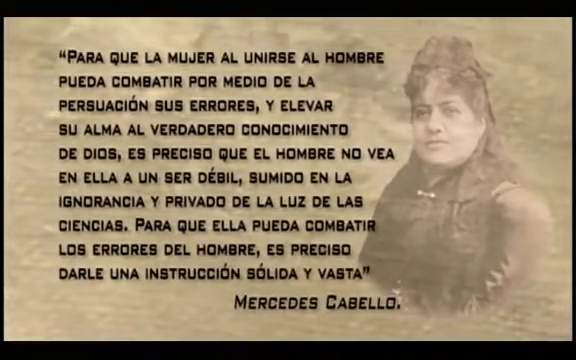 “PARA QUE LA MUJER AL UNIRSE AL HOMBRE
PUEDA COMBATIR POR MEDIO DE LA
PERSUACIÓN SUS ERRORES, Y ELEVAR
SU ALMA AL VERDADERO CONOCIMIENTO
DE DIOS, ES PRECISO QUE EL HOMBRE NO VEA
EN ELLA A UN SER DÉBIL, SUMIDO EN LA
IGNORANCIA Y PRIVADO DE LA LUZ DE LAS
CIENCIAS. PARA QUE ELLA PUEDA COMBATIR
LOS ERRORES DEL HOMBRE, ES PRECISO
DARLE UNA INSTRUCCIÓN SÓLIDA Y VASTA”
MERCEDES CABELLO.